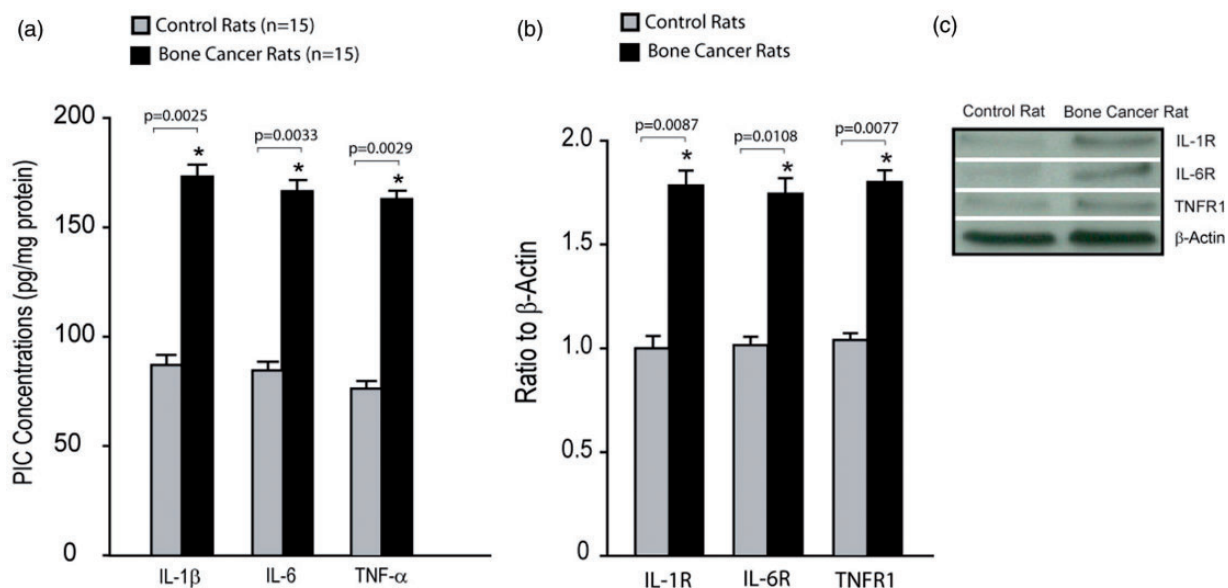 (a)
Control Rats (n=15)
Bone Cancer Rats (n=15)
PIC Concentrations (pg/mg protein)
200
150
100
50
0
p=0.0025
*
p=0.0033
*
p=0.0029
*
IL-1β
IL-6
TNF-α
(b)
Control Rats
Bone Cancer Rats
Ratio to β-Actin
2.0
1.5
1.0
0.5
0
p=0.0087
*
p=0.0108
*
p=0.0077
*
IL-1R
IL-6R
TNFR1
(c)
Control Rat Bone Cancer Rat
IL-1R
IL-6R
TNFR1
β-Actin